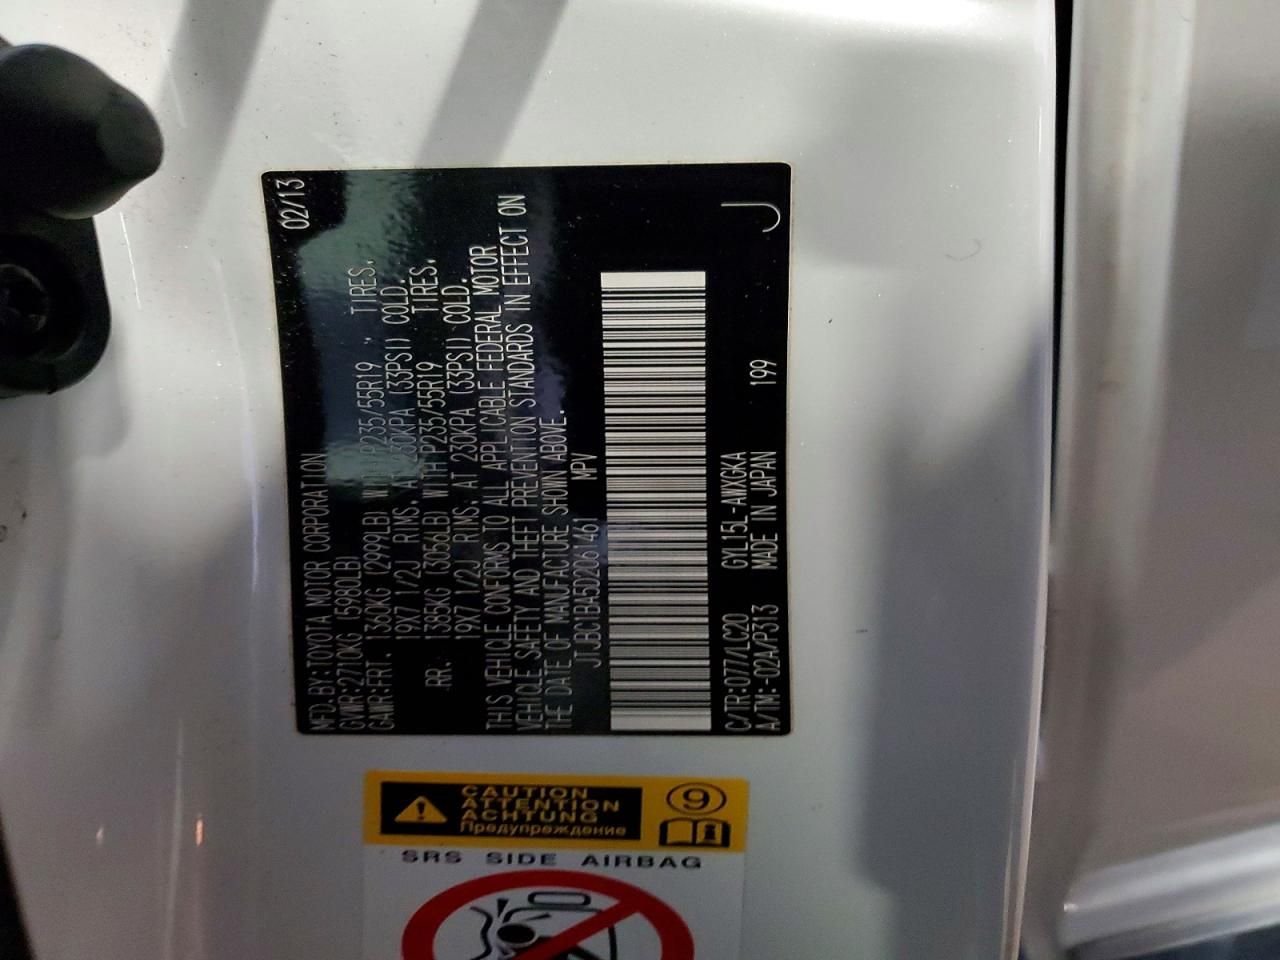 MFD.BY:TOYOTA MOTOR CORPORATION 02/13
GVWR:2710KG (5980LB)
GAWR:FRT. 1360KG (2999LB) WITH P235/55R19 TIRES.
19X7 1/2J RIMS. AT 230KPA (33PSI) COLD.
RR. 1385KG (3056LB) WITH P235/55R19 TIRES.
19X7 1/2J RIMS. AT 230KPA (33PSI) COLD.
THIS VEHICLE CONFORMS TO ALL APPLICABLE FEDERAL MOTOR
VEHICLE SAFETY AND THEFT PREVENTION STANDARDS IN EFFECT ON
THE DATE OF MANUFACTURE SHOWN ABOVE.
JTJBC1BA5D2061461 MPV
C/TR:077/LC20 GYL15L-AWXGKA
A/TM:-02A/P313 MADE IN JAPAN 199
J
CAUTION
ATTENTION
ACHTUNG
Предупреждение
9
SRS SIDE AIRBAG